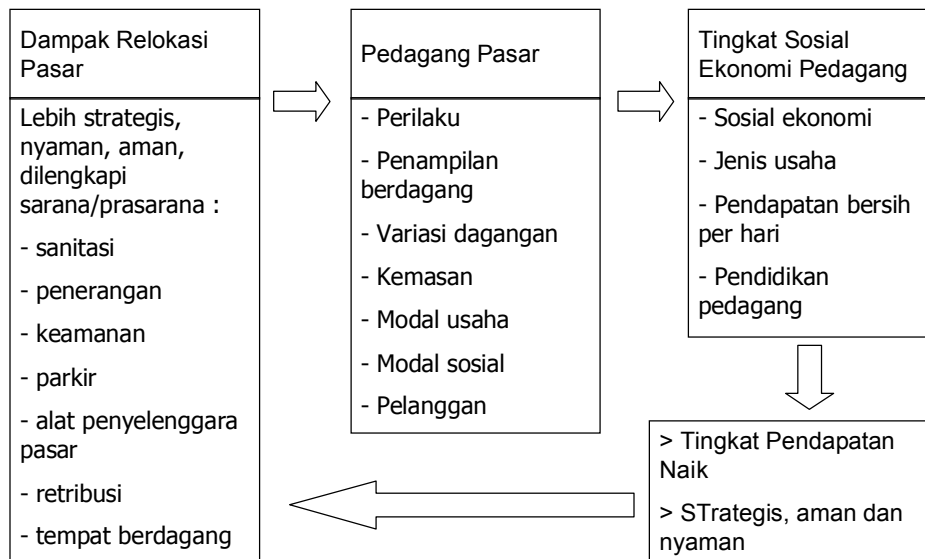 Dampak Relokasi
Pasar
Lebih strategis,
nyaman, aman,
dilengkapi
sarana/prasarana :
- sanitasi
- penerangan
- keamanan
- parkir
- alat penyelenggara
pasar
- retribusi
- tempat berdagang
Pedagang Pasar
- Perilaku
- Penampilan
berdagang
- Variasi dagangan
- Kemasan
- Modal usaha
- Modal sosial
- Pelanggan
Tingkat Sosial
Ekonomi Pedagang
- Sosial ekonomi
- Jenis usaha
- Pendapatan bersih
per hari
- Pendidikan
pedagang
> Tingkat Pendapatan
Naik
> STrategis, aman dan
nyaman